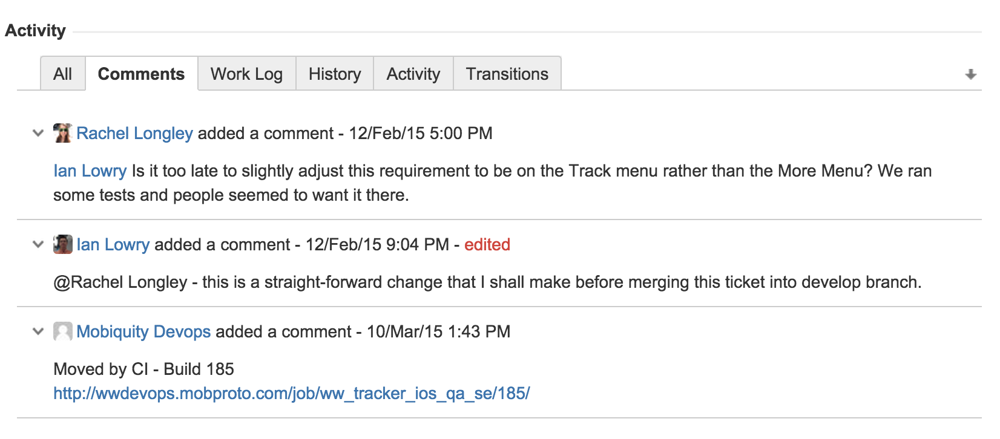 Activity
All Comments Work Log History Activity Transitions
Rachel Longley added a comment - 12/Feb/15 5:00 PM
Ian Lowry Is it too late to slightly adjust this requirement to be on the Track menu rather than the More Menu? We ran
some tests and people seemed to want it there.
Ian Lowry added a comment - 12/Feb/15 9:04 PM - edited
@Rachel Longley - this is a straight-forward change that I shall make before merging this ticket into develop branch.
Mobiquity Devops added a comment - 10/Mar/15 1:43 PM
Moved by CI - Build 185
http://wwdevops.mobproto.com/job/ww_tracker_ios_qa_se/185/